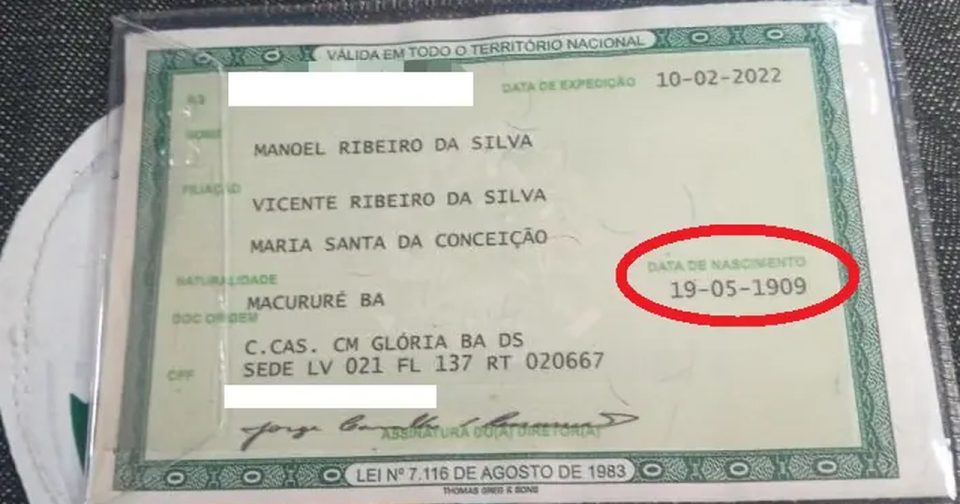 VÁLIDA EM TODO O TERRITÓRIO NACIONAL
DATA DE EXPEDIÇÃO 10-02-2022
NOME
MANOEL RIBEIRO DA SILVA
FILIAÇÃO
VICENTE RIBEIRO DA SILVA
MARIA SANTA DA CONCEIÇÃO
NATURALIDADE
MACURURÉ BA
DATA DE NASCIMENTO
19-05-1909
DOC ORIGEM
C.CAS. CM GLÓRIA BA DS
SEDE LV 021 FL 137 RT 020667
CPF
ASSINATURA DO(A) DIRETOR(A)
LEI Nº 7.116 DE AGOSTO DE 1983
THOMAS GREG & SONS